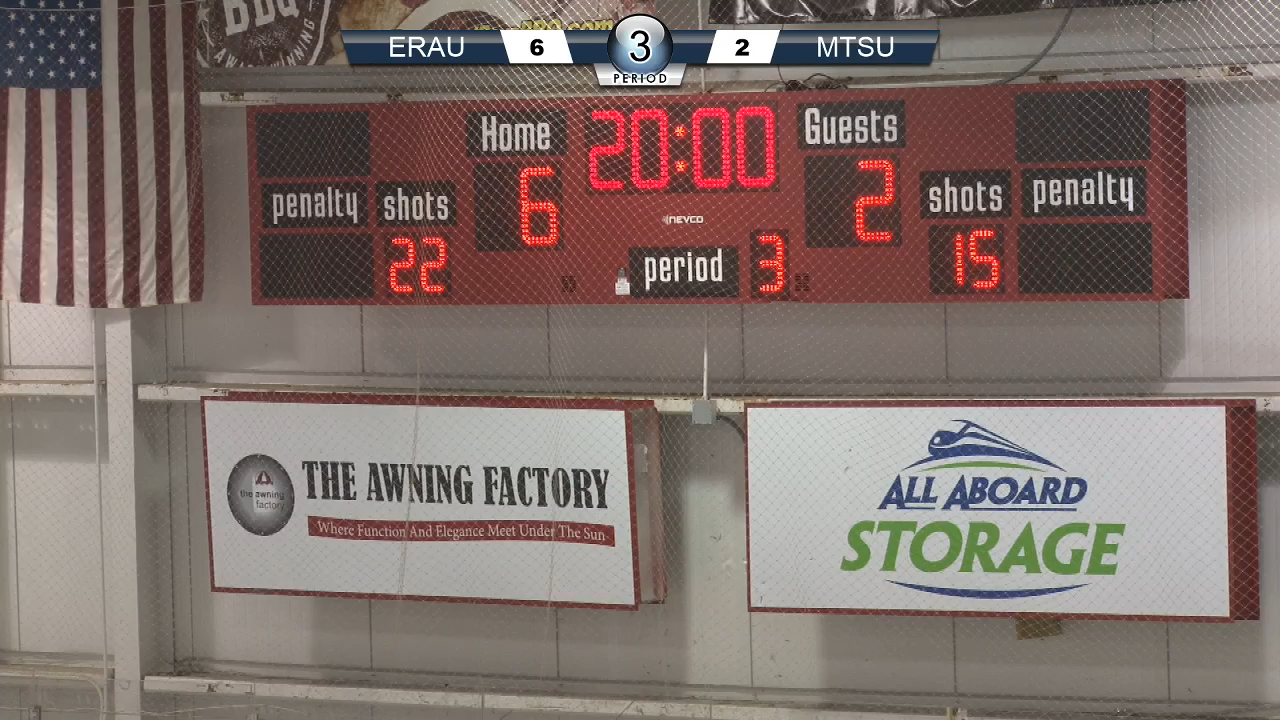 BBQ
ERAU 6 3 2 MTSU
PERIOD
Home 20:00 Guests
penalty shots 6 2 shots penalty
NEVCO
22 period 3 15
the awning factory
THE AWNING FACTORY
Where Function And Elegance Meet Under The Sun
ALL ABOARD
STORAGE